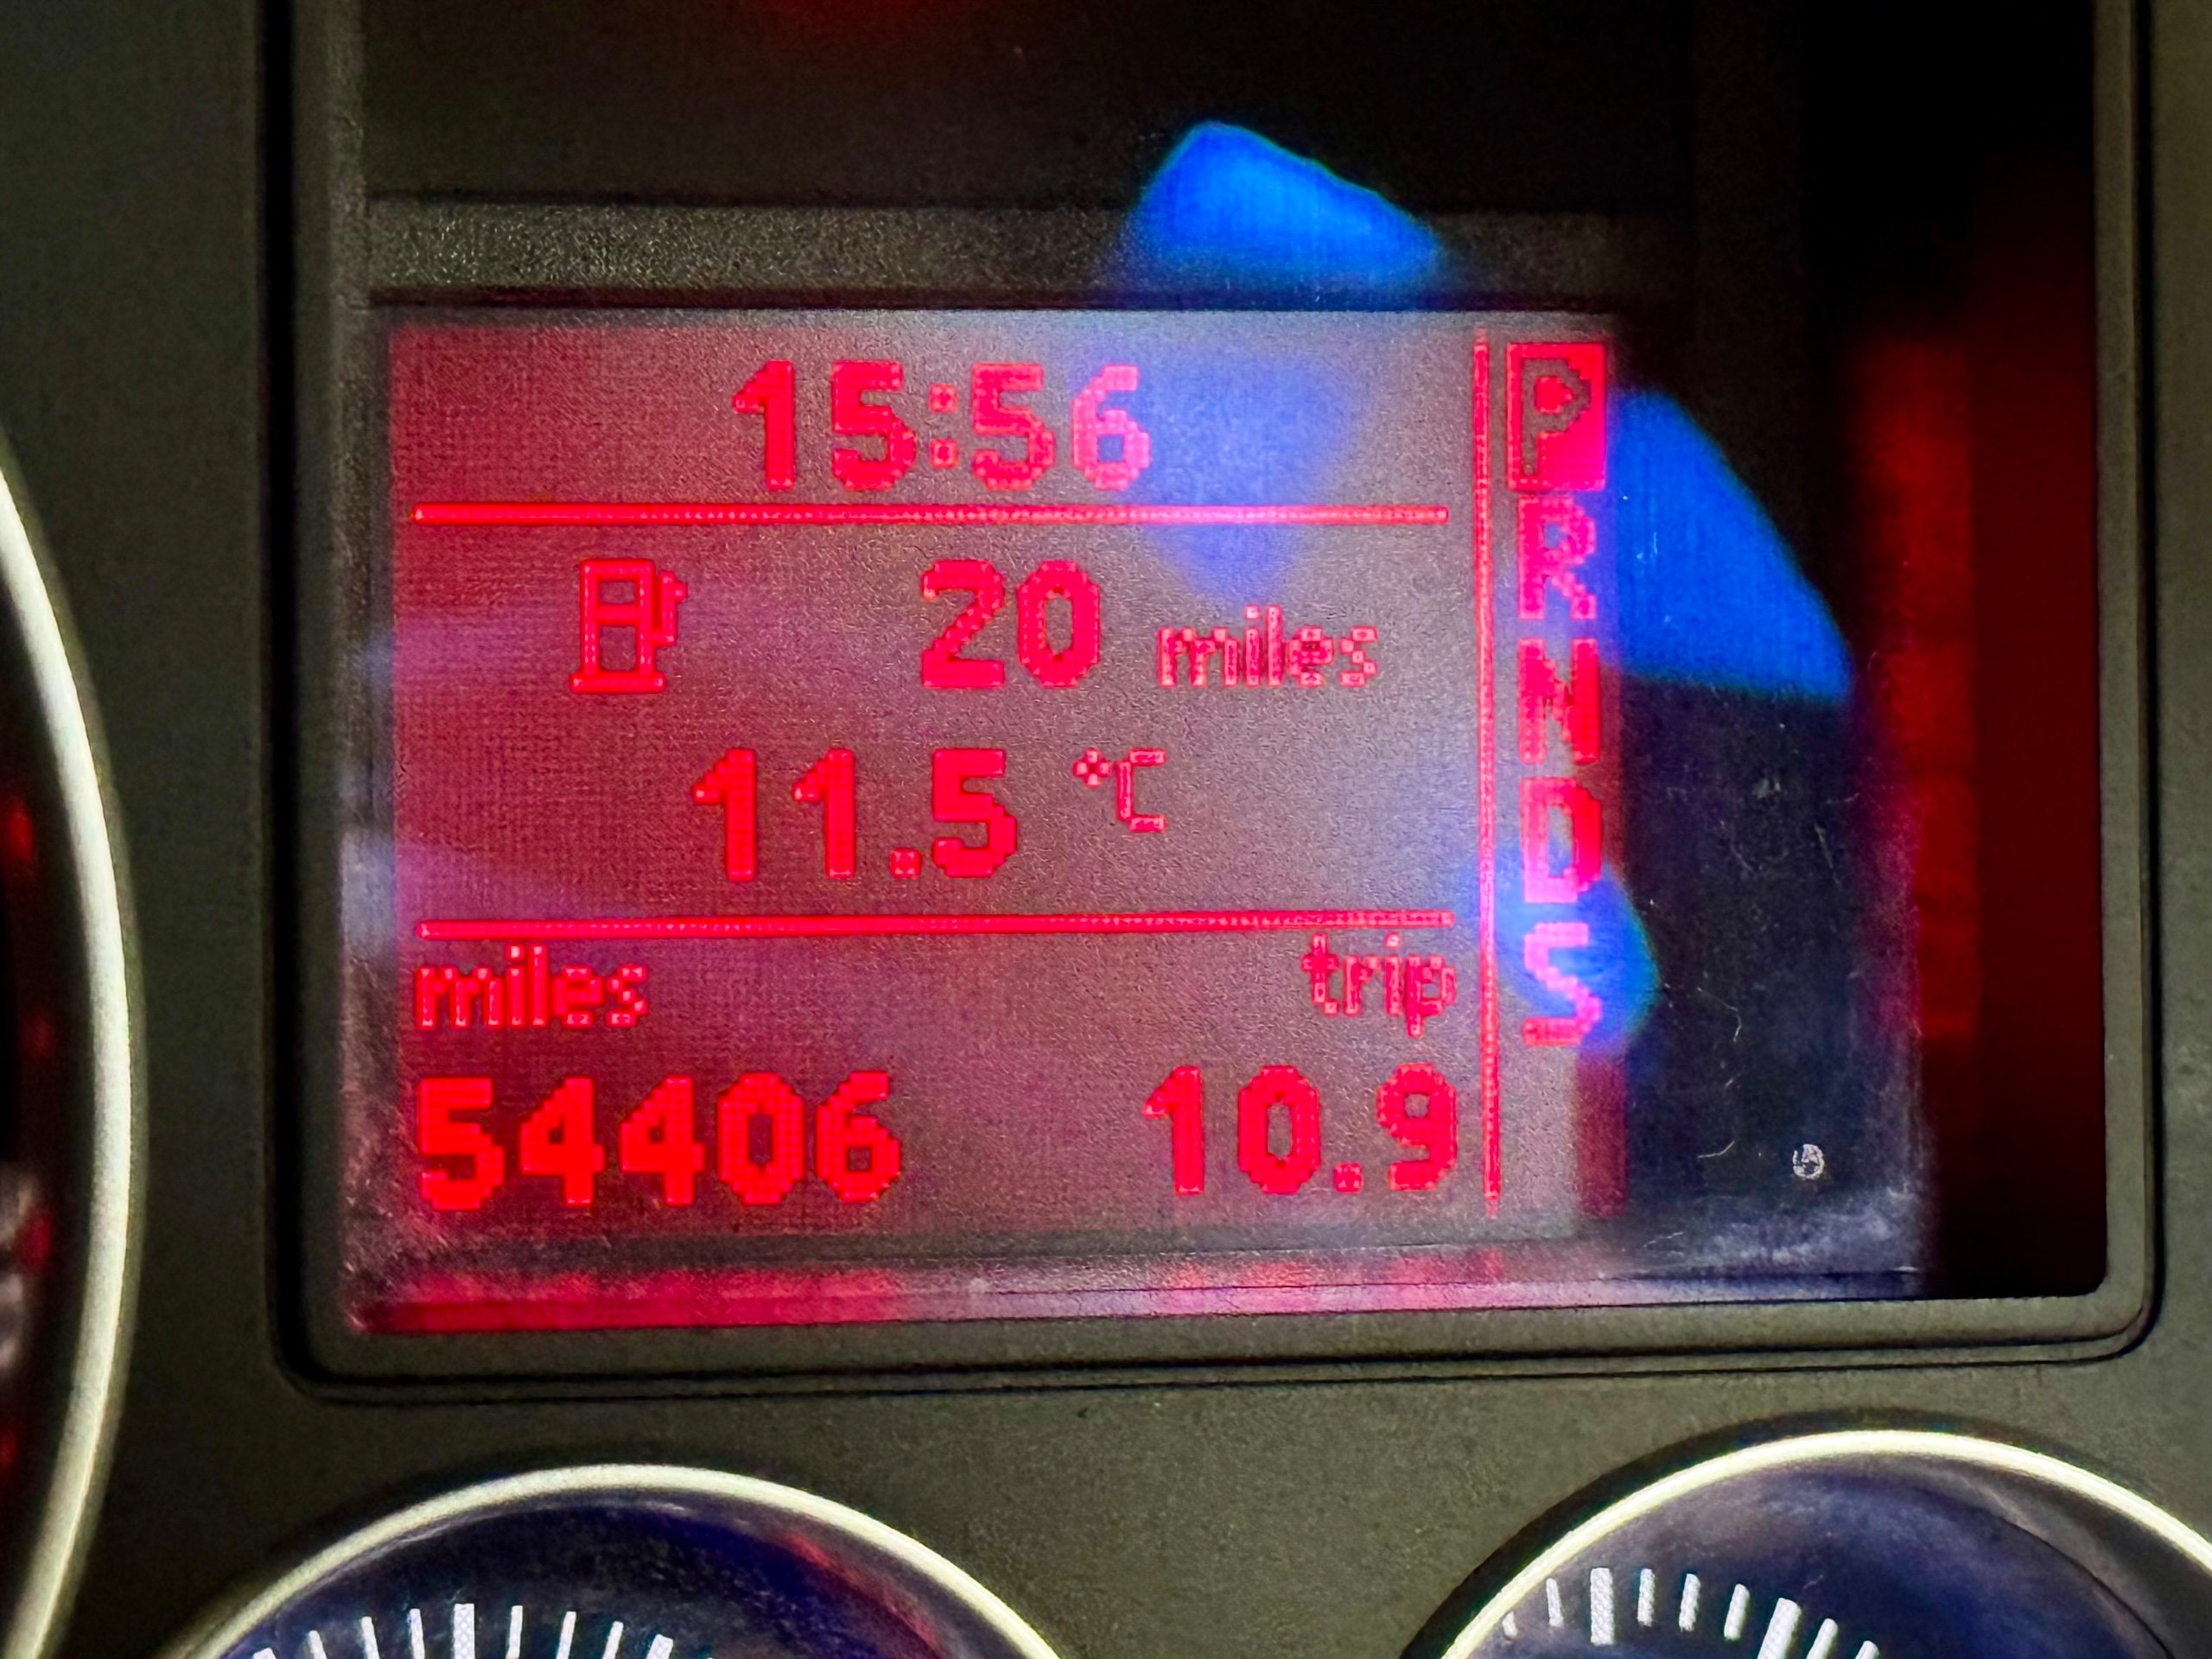 15:56
20 miles
11.5 °C
miles trip
54406 10.9
P
R
N
D
S